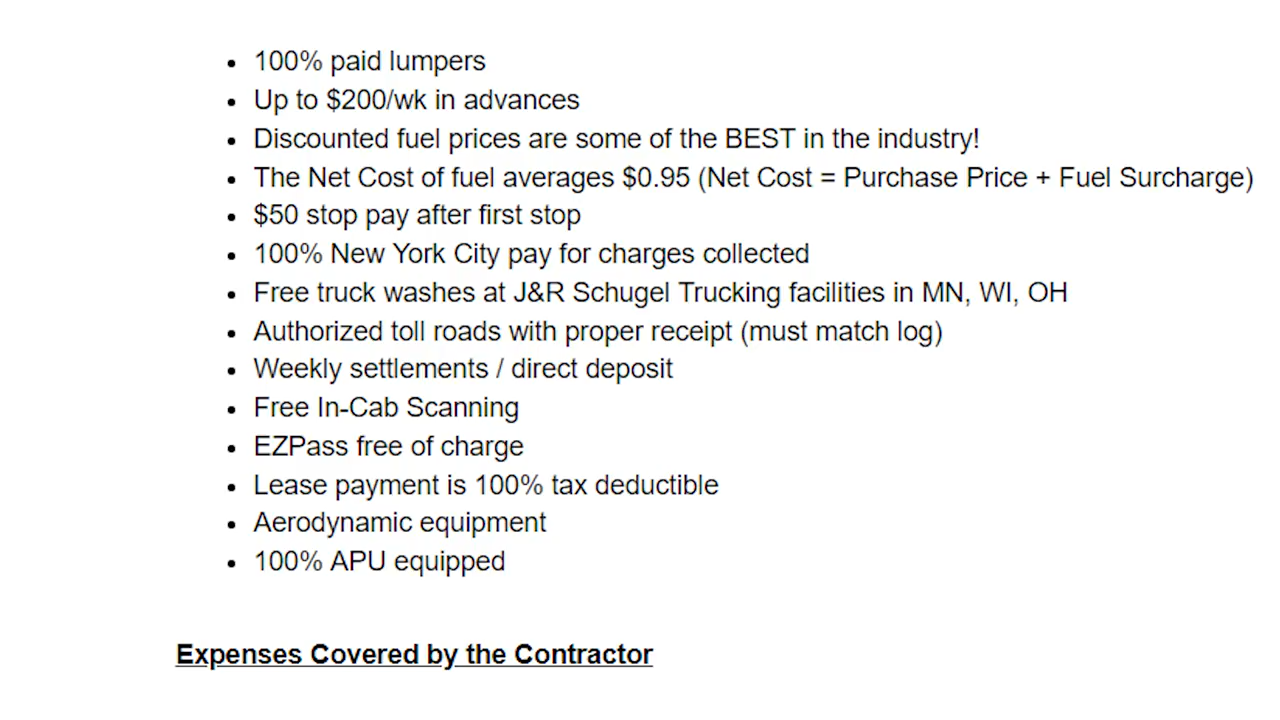 • 100% paid lumpers
• Up to $200/wk in advances
• Discounted fuel prices are some of the BEST in the industry!
• The Net Cost of fuel averages $0.95 (Net Cost = Purchase Price + Fuel Surcharge)
• $50 stop pay after first stop
• 100% New York City pay for charges collected
• Free truck washes at J&R Schugel Trucking facilities in MN, WI, OH
• Authorized toll roads with proper receipt (must match log)
• Weekly settlements / direct deposit
• Free In-Cab Scanning
• EZPass free of charge
• Lease payment is 100% tax deductible
• Aerodynamic equipment
• 100% APU equipped
Expenses Covered by the Contractor